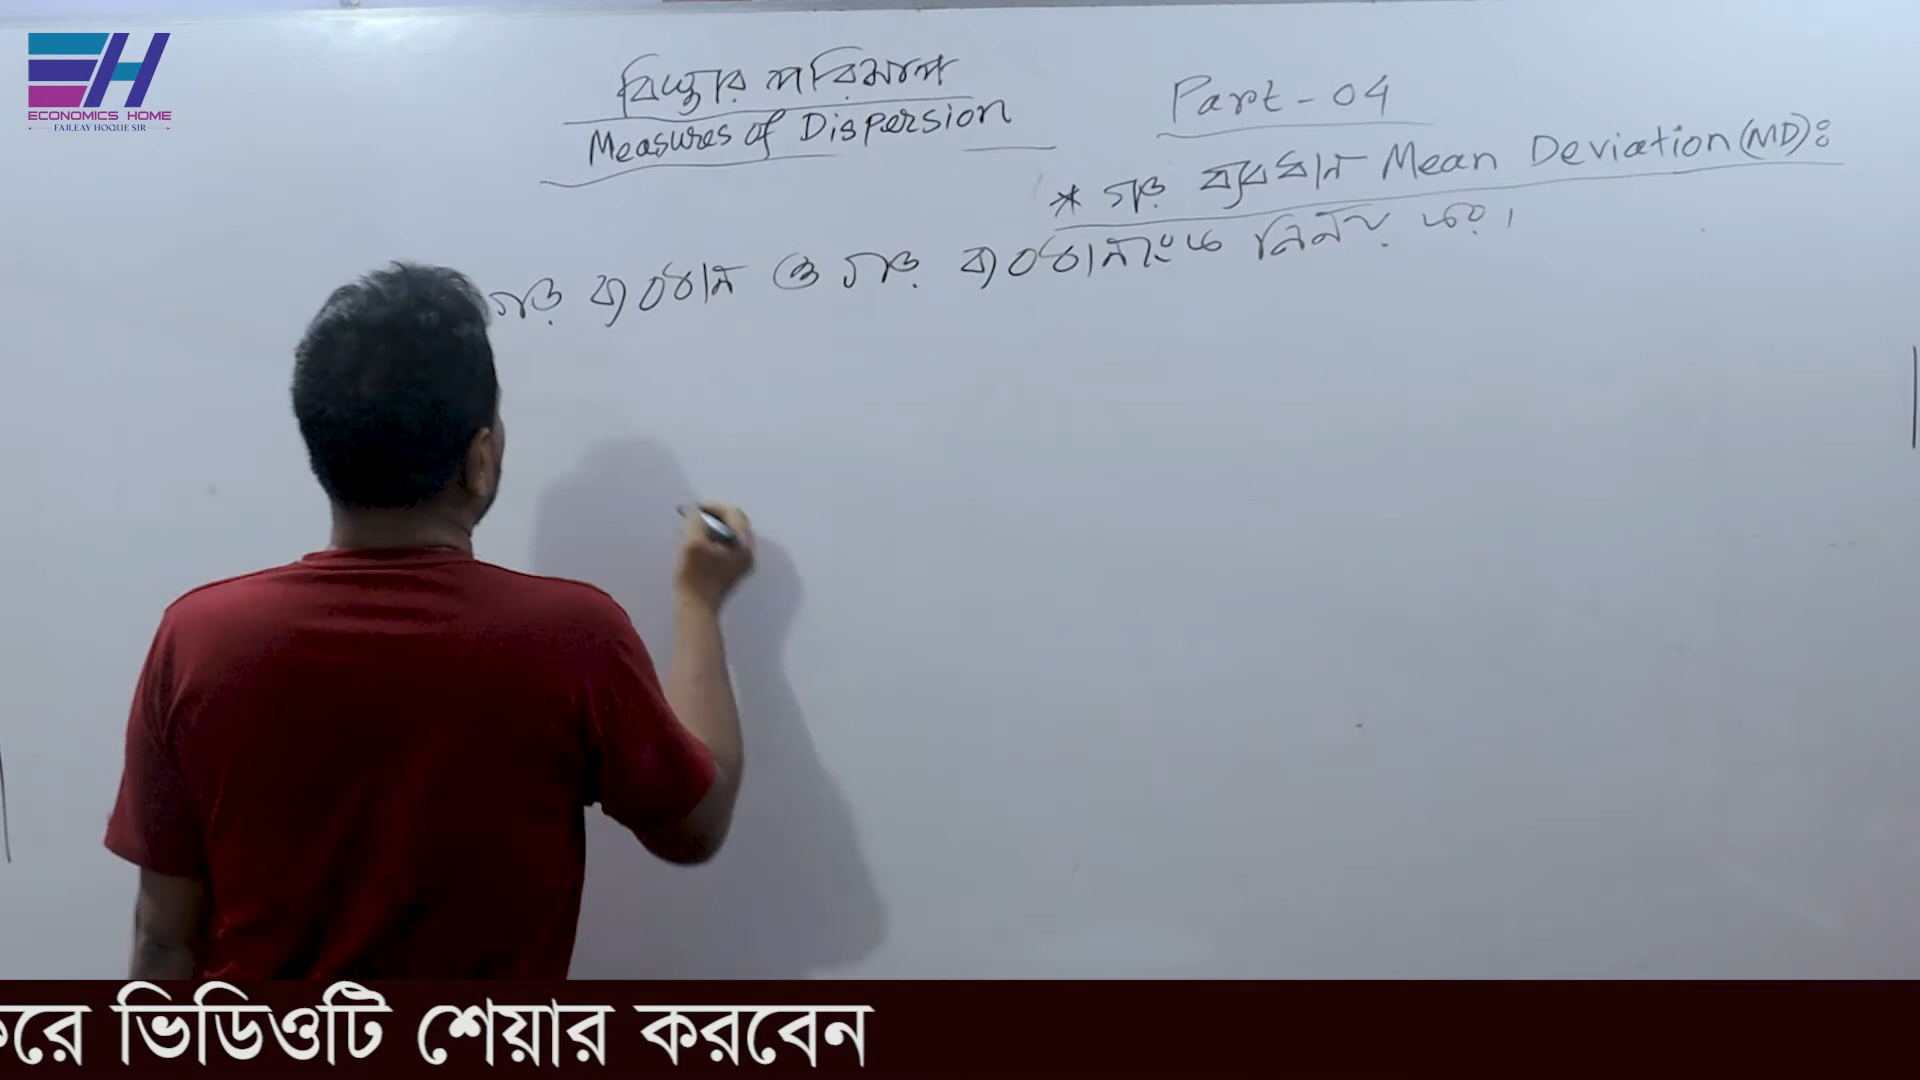 ECONOMICS HOME
FAILEAY HOQUE SIR
বিস্তার পরিমাপ
Measures of Dispersion
Part - 04
* গড় ব্যবধান Mean Deviation (MD):
গড় ব্যবধান ও গড় ব্যবধানাংক নির্ণয় কর।
করে ভিডিওটি শেয়ার করবেন